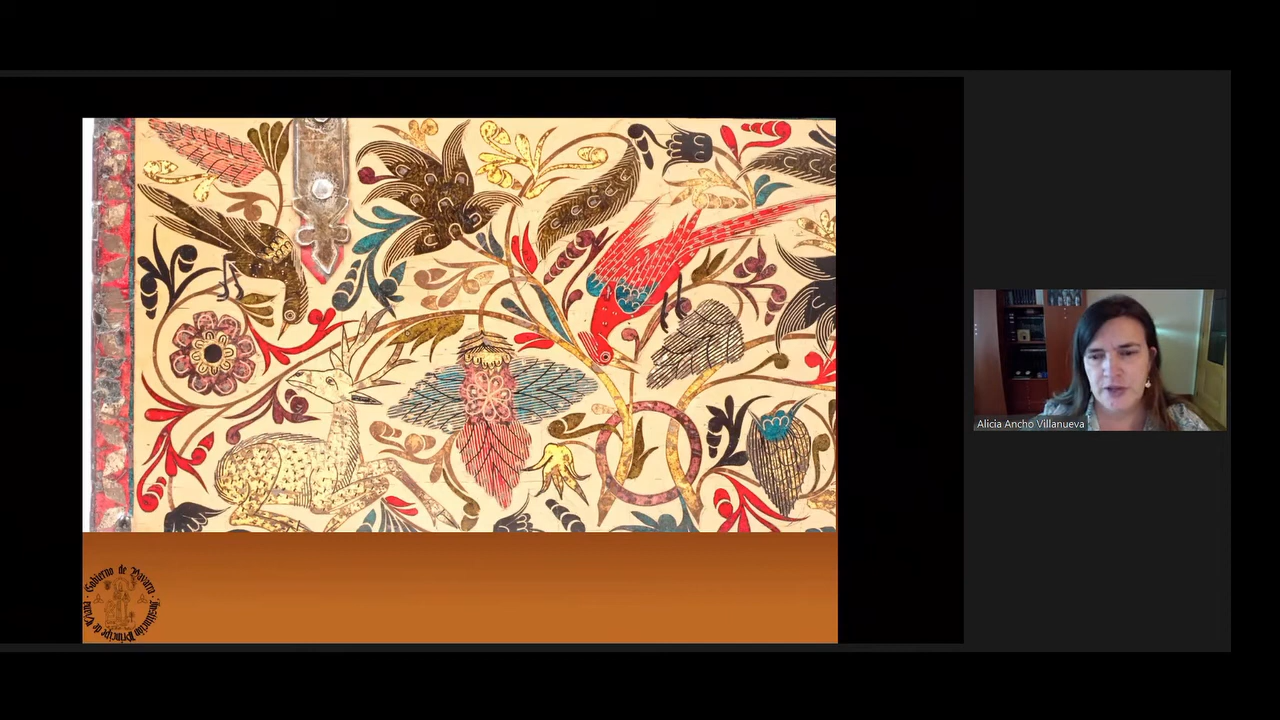 Alicia Ancho Villanueva
Gobierno de Navarra · Institución Príncipe de Viana ·